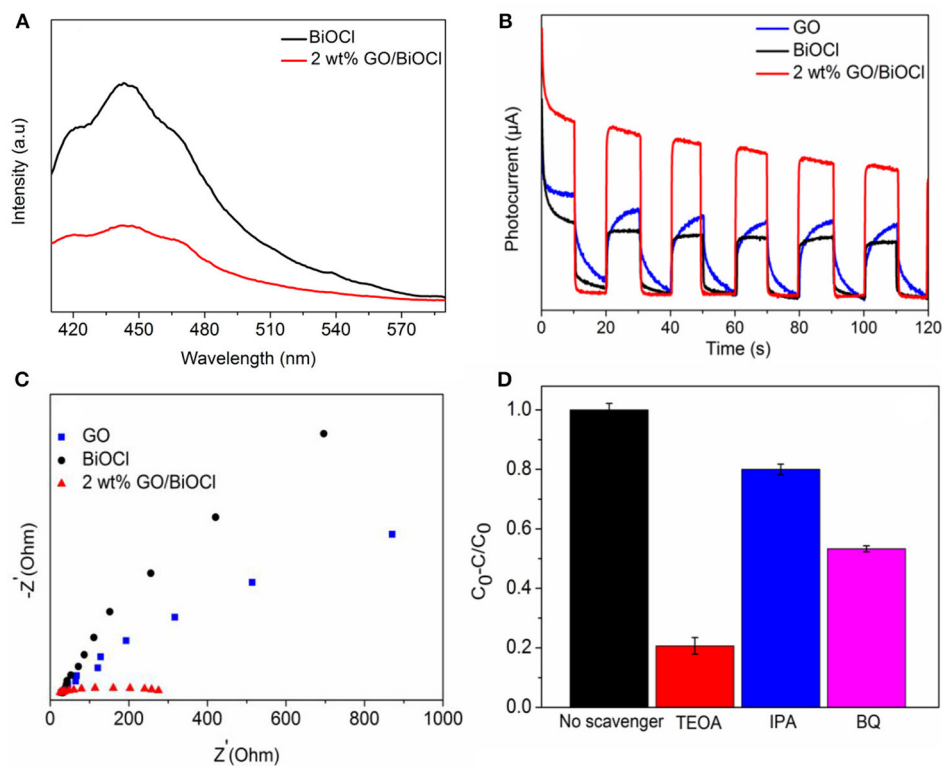 A
BiOCl
2 wt% GO/BiOCl
Intensity (a.u)
420 450 480 510 540 570
Wavelength (nm)
B
GO
BiOCl
2 wt% GO/BiOCl
Photocurrent (µA)
0 20 40 60 80 100 120
Time (s)
C
GO
BiOCl
2 wt% GO/BiOCl
-Z'(Ohm)
0 200 400 600 800 1000
Z'(Ohm)
D
1.0
0.8
0.6
0.4
0.2
0.0
C₀-C/C₀
No scavenger TEOA IPA BQ